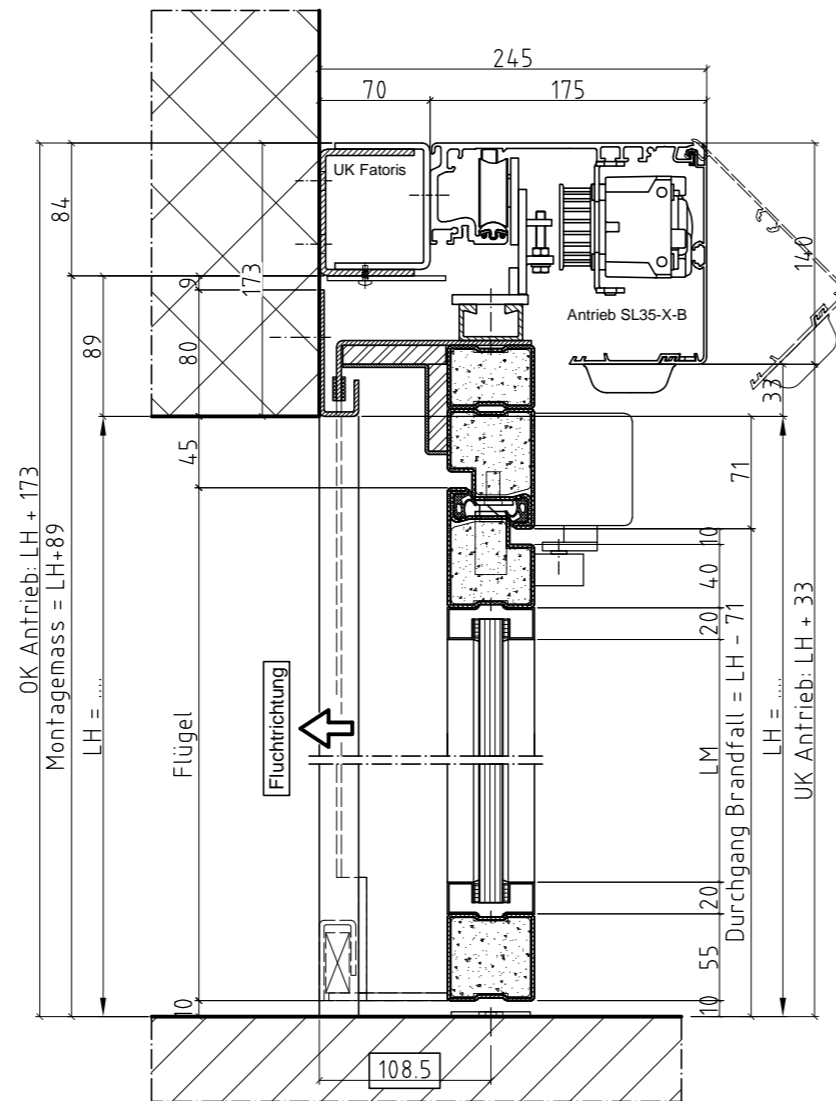 245
70
175
UK Fatoris
84
173
140
9
Antrieb SL35-X-B
89
80
33
45
71
10
40
20
OK Antrieb: LH + 173
Montagemass = LH+89
LH = ....
Flügel
Fluchtrichtung
LM
Durchgang Brandfall = LH - 71
LH = ....
UK Antrieb: LH + 33
20
55
10
10
108.5